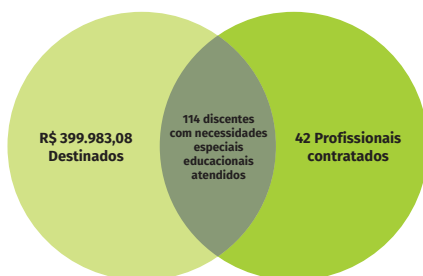 R$ 399.983,08
Destinados
114 discentes
com necessidades
especiais
educacionais
atendidos
42 Profissionais
contratados